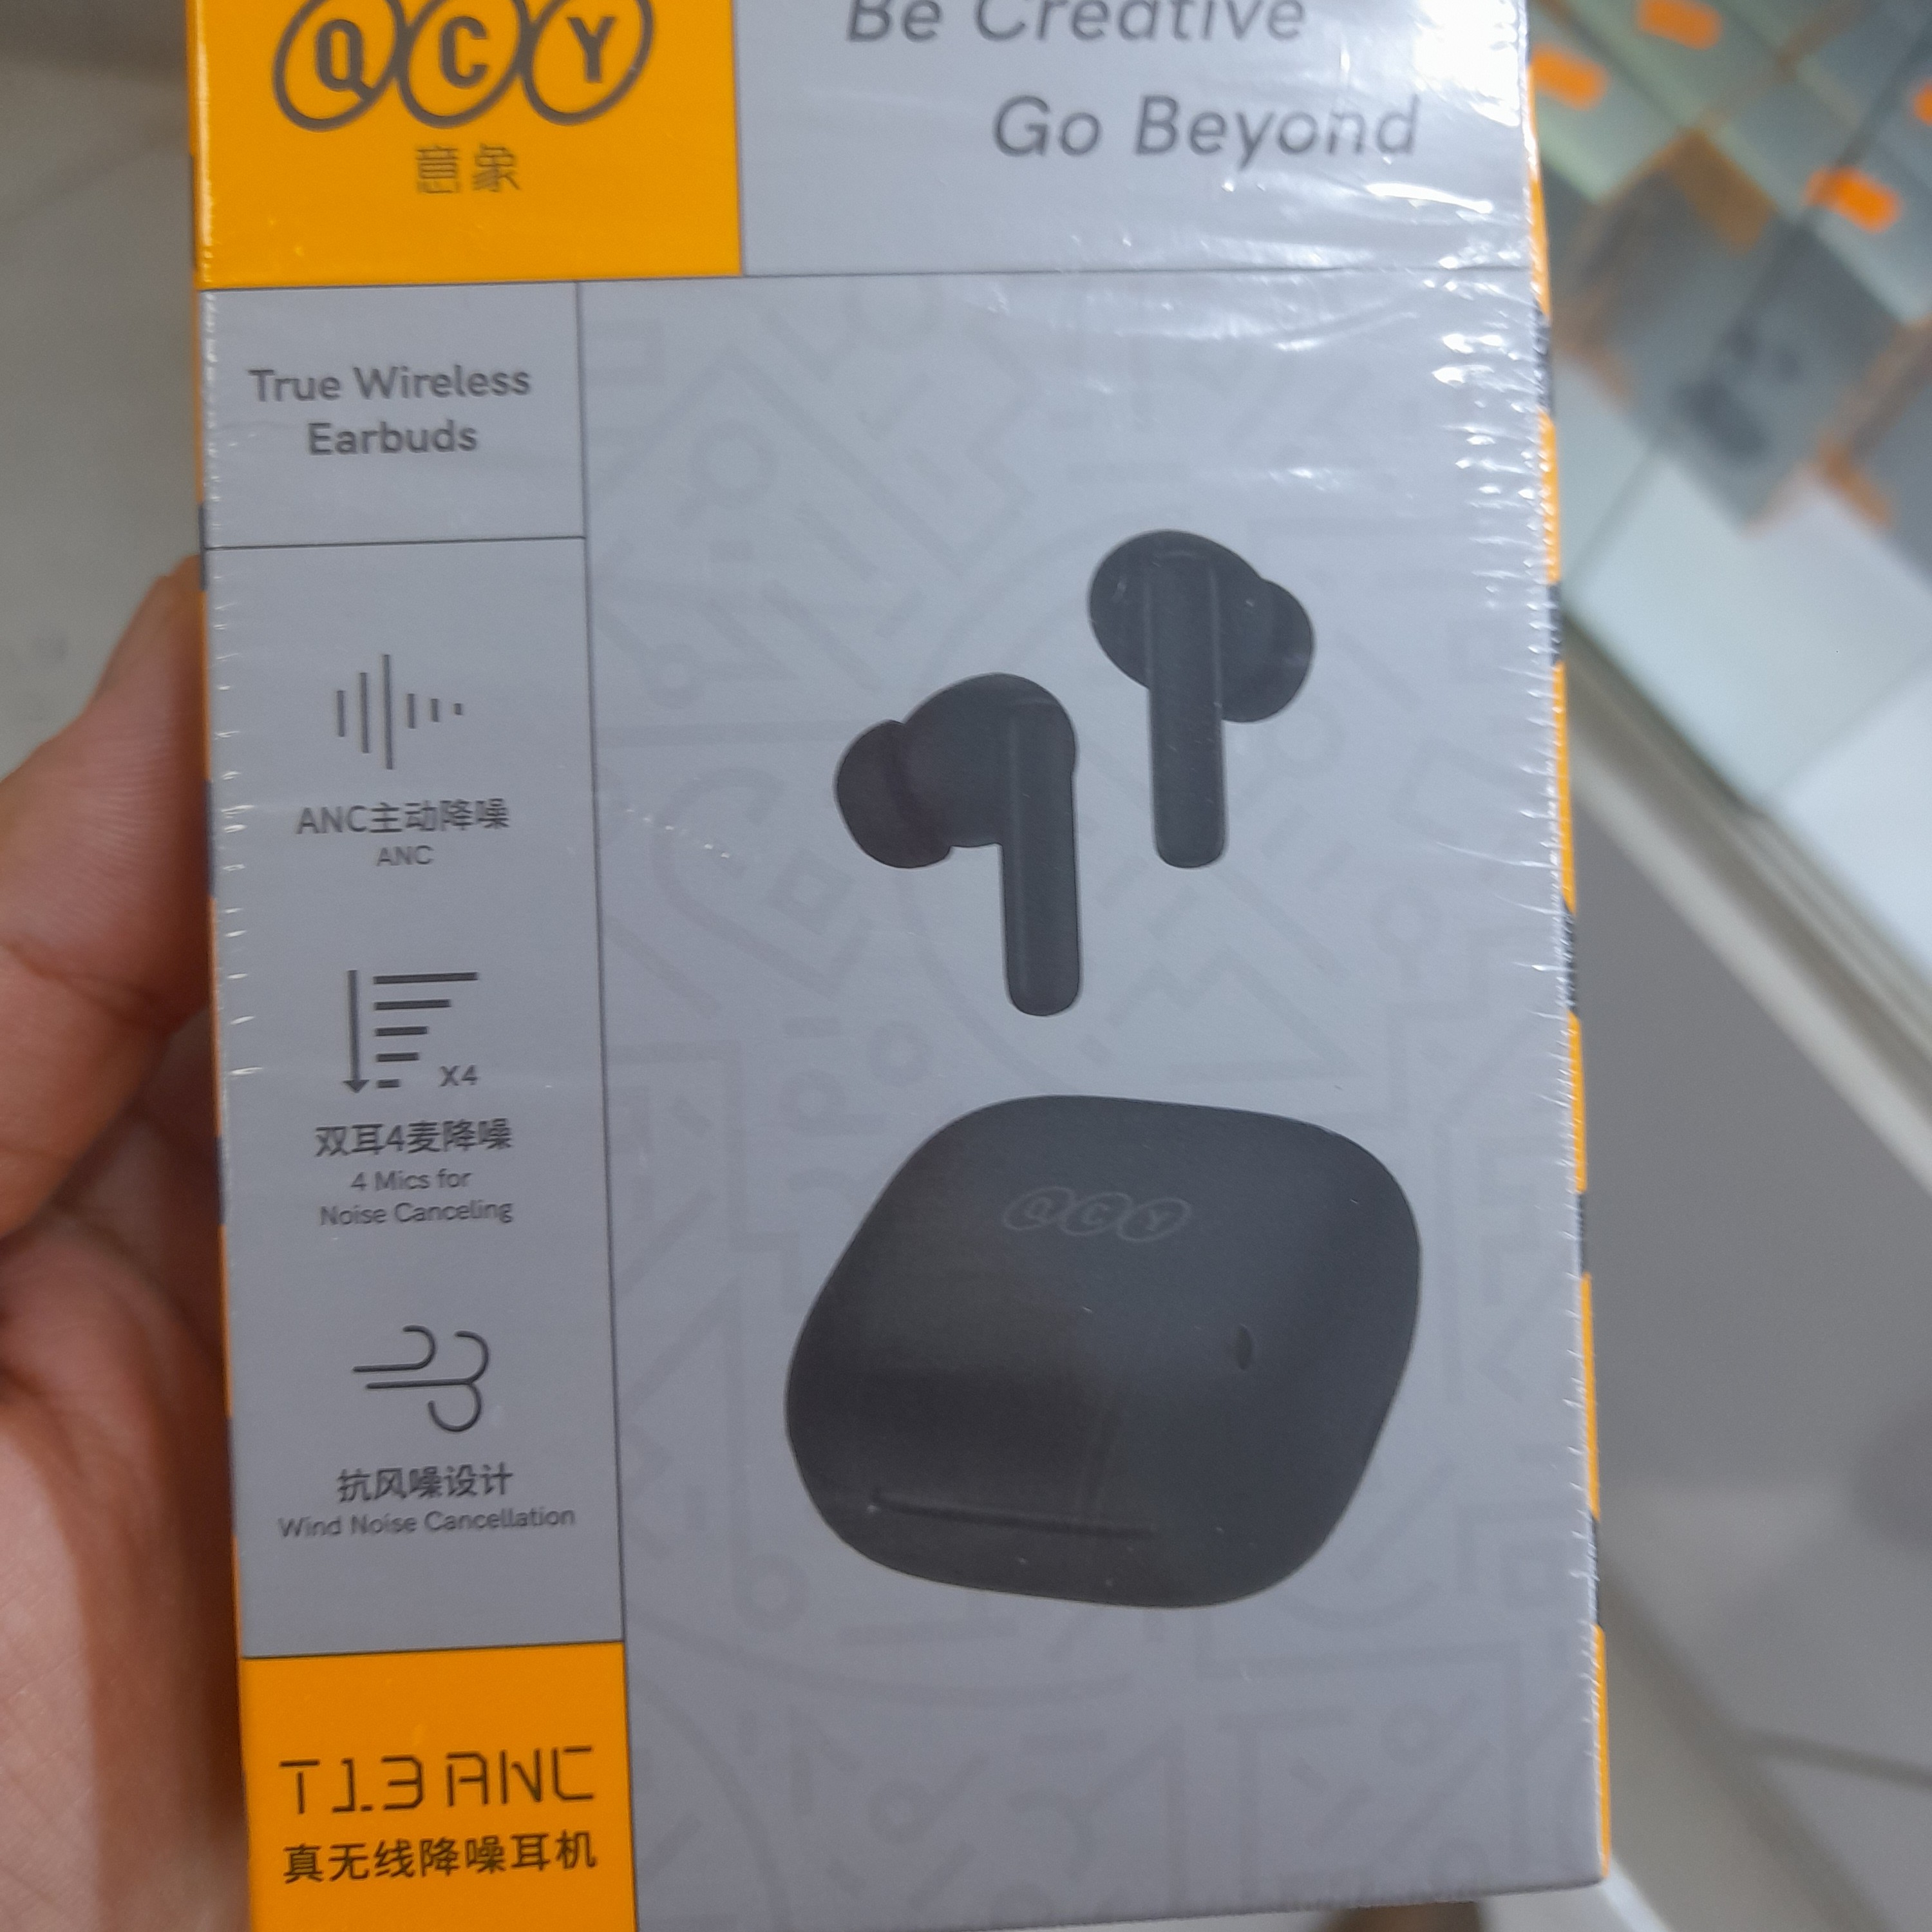 QCY
意象
Be Creative
Go Beyond
True Wireless
Earbuds
ANC主动降噪
ANC
X4
双耳4麦降噪
4 Mics for
Noise Canceling
抗风噪设计
Wind Noise Cancellation
QCY
T13 ANC
真无线降噪耳机